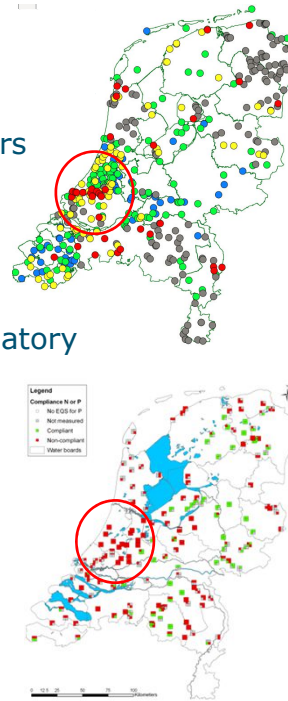 rs
atory
Legend
Compliance N or P
No EQS for P
Not measured
Compliant
Non-compliant
Water boards
0 12.5 25 50 75 100
Kilometers